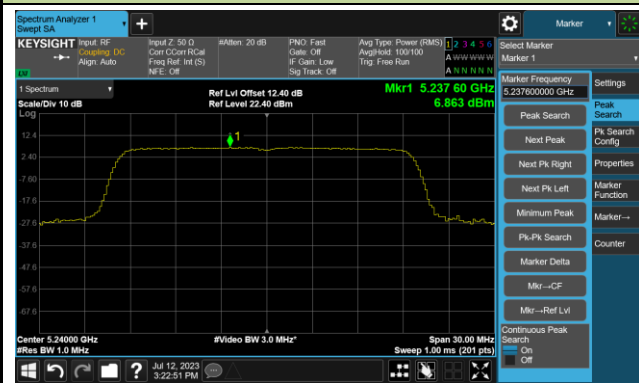 Spectrum Analyzer 1
Swept SA
+
Marker
KEYSIGHT
Input: RF
Coupling: DC
Align: Auto
Input Z: 50 Ω
Corr CCorr RCal
Freq Ref: Int (S)
NFE: Off
#Atten: 20 dB
PNO: Fast
Gate: Off
IF Gain: Low
Sig Track: Off
Avg Type: Power (RMS)
Avg|Hold: 100/100
Trig: Free Run
1 2 3 4 5 6
A W W W W W
A N N N N N
LXI
Select Marker
Marker 1
1 Spectrum
Scale/Div 10 dB
Log
Ref Lvl Offset 12.40 dB
Ref Level 22.40 dBm
Mkr1 5.237 60 GHz
6.863 dBm
12.4
2.40
-7.60
-17.6
-27.6
-37.6
-47.6
-57.6
-67.6
1
Center 5.24000 GHz
#Res BW 1.0 MHz
#Video BW 3.0 MHz*
Span 30.00 MHz
Sweep 1.00 ms (201 pts)
Marker Frequency
5.237600000 GHz
Peak Search
Next Peak
Next Pk Right
Next Pk Left
Minimum Peak
Pk-Pk Search
Marker Delta
Mkr→CF
Mkr→Ref Lvl
Continuous Peak
Search
On
Off
Settings
Peak
Search
Pk Search
Config
Properties
Marker
Function
Marker→
Counter
?
Jul 12, 2023
3:22:51 PM